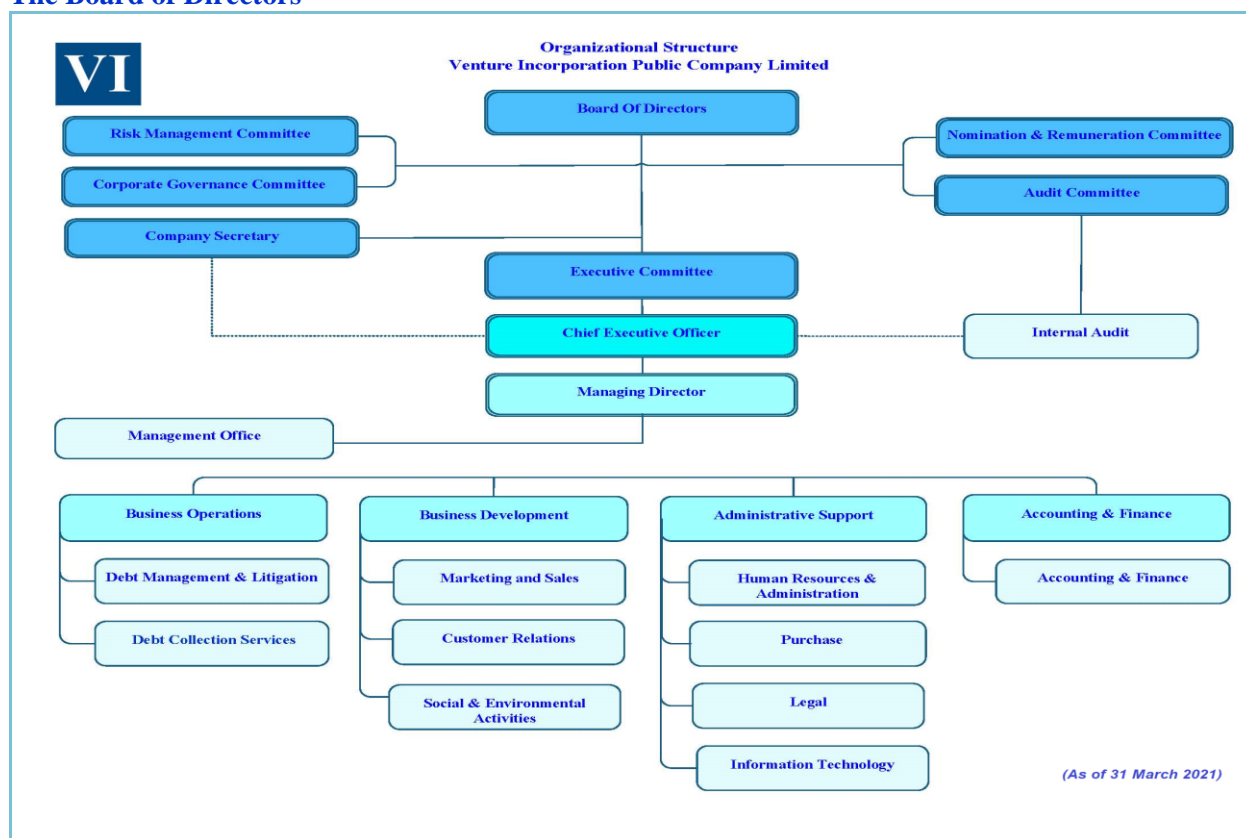 The Board of Directors
VI
Organizational Structure
Venture Incorporation Public Company Limited
Board Of Directors
Risk Management Committee
Nomination & Remuneration Committee
Corporate Governance Committee
Audit Committee
Company Secretary
Executive Committee
Chief Executive Officer
Internal Audit
Managing Director
Management Office
Business Operations
Business Development
Administrative Support
Accounting & Finance
Debt Management & Litigation
Marketing and Sales
Human Resources &
Administration
Accounting & Finance
Debt Collection Services
Customer Relations
Purchase
Social & Environmental
Activities
Legal
Information Technology
(As of 31 March 2021)